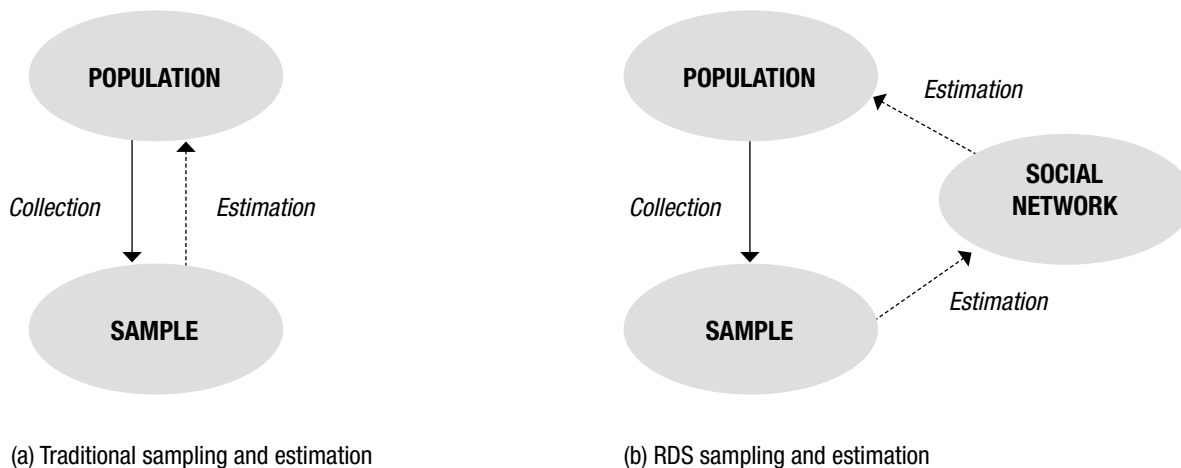 POPULATION
Collection
Estimation
SAMPLE
(a) Traditional sampling and estimation
POPULATION
Estimation
SOCIAL
NETWORK
Collection
Estimation
SAMPLE
(b) RDS sampling and estimation